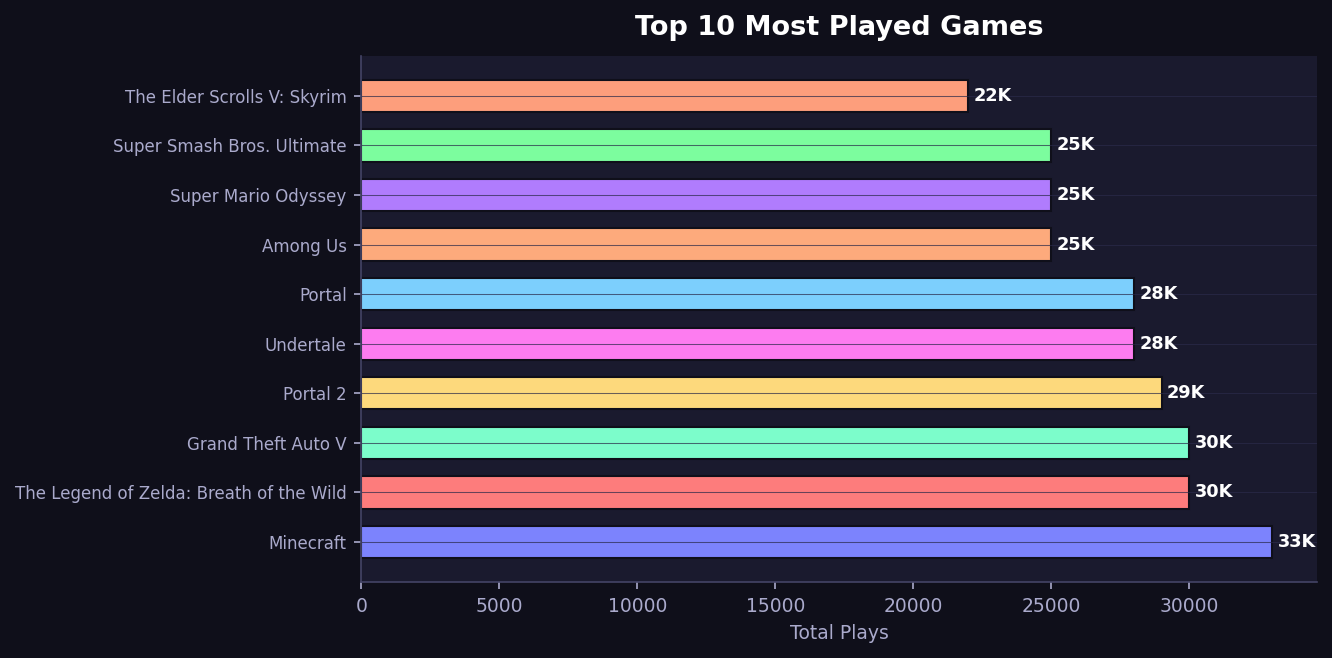 Top 10 Most Played Games
The Elder Scrolls V: Skyrim 22K
Super Smash Bros. Ultimate 25K
Super Mario Odyssey 25K
Among Us 25K
Portal 28K
Undertale 28K
Portal 2 29K
Grand Theft Auto V 30K
The Legend of Zelda: Breath of the Wild 30K
Minecraft 33K
0 5000 10000 15000 20000 25000 30000
Total Plays